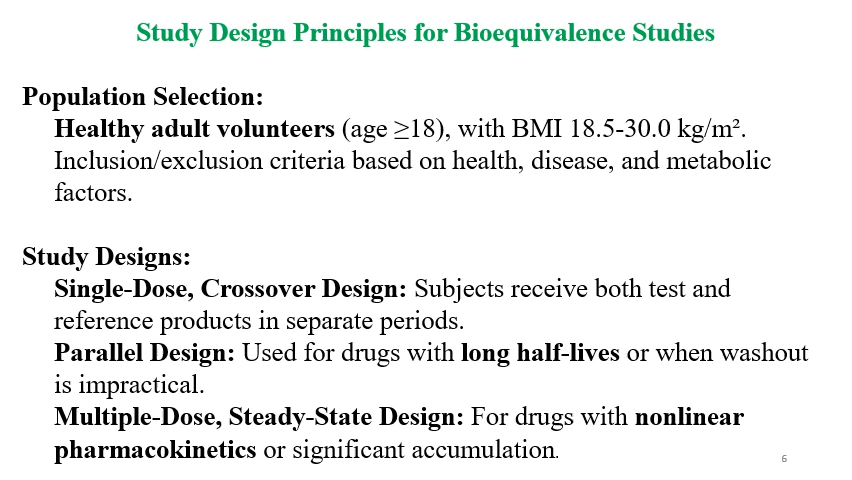 Study Design Principles for Bioequivalence Studies
Population Selection:
Healthy adult volunteers (age ≥18), with BMI 18.5-30.0 kg/m².
Inclusion/exclusion criteria based on health, disease, and metabolic
factors.
Study Designs:
Single-Dose, Crossover Design: Subjects receive both test and
reference products in separate periods.
Parallel Design: Used for drugs with long half-lives or when washout
is impractical.
Multiple-Dose, Steady-State Design: For drugs with nonlinear
pharmacokinetics or significant accumulation.
6